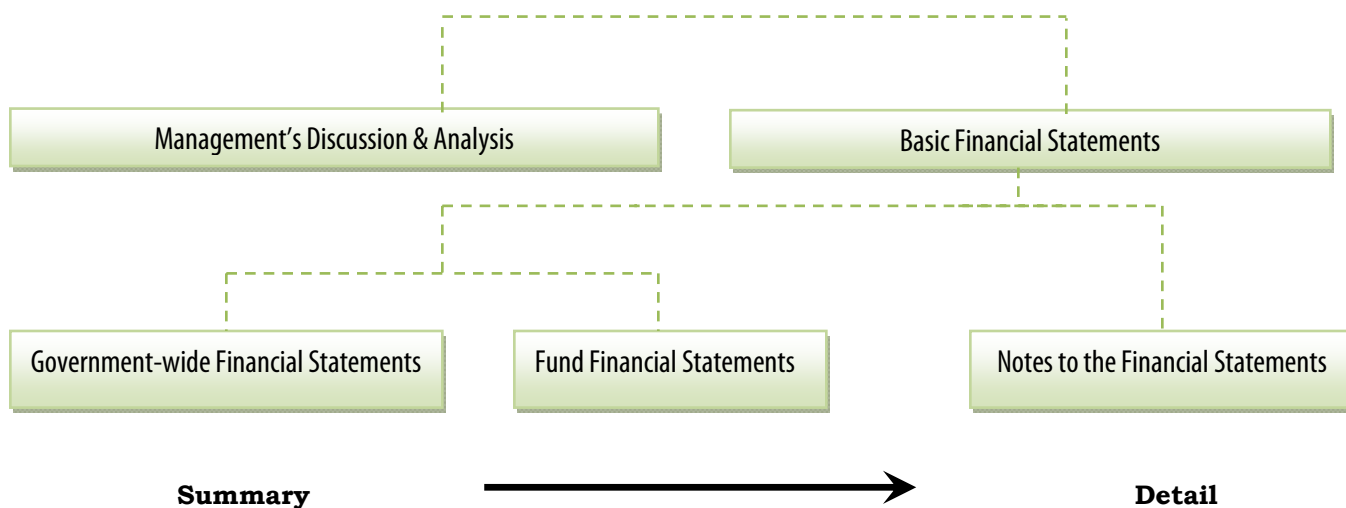 Management’s Discussion & Analysis
Basic Financial Statements
Government-wide Financial Statements
Fund Financial Statements
Notes to the Financial Statements
Summary
Detail